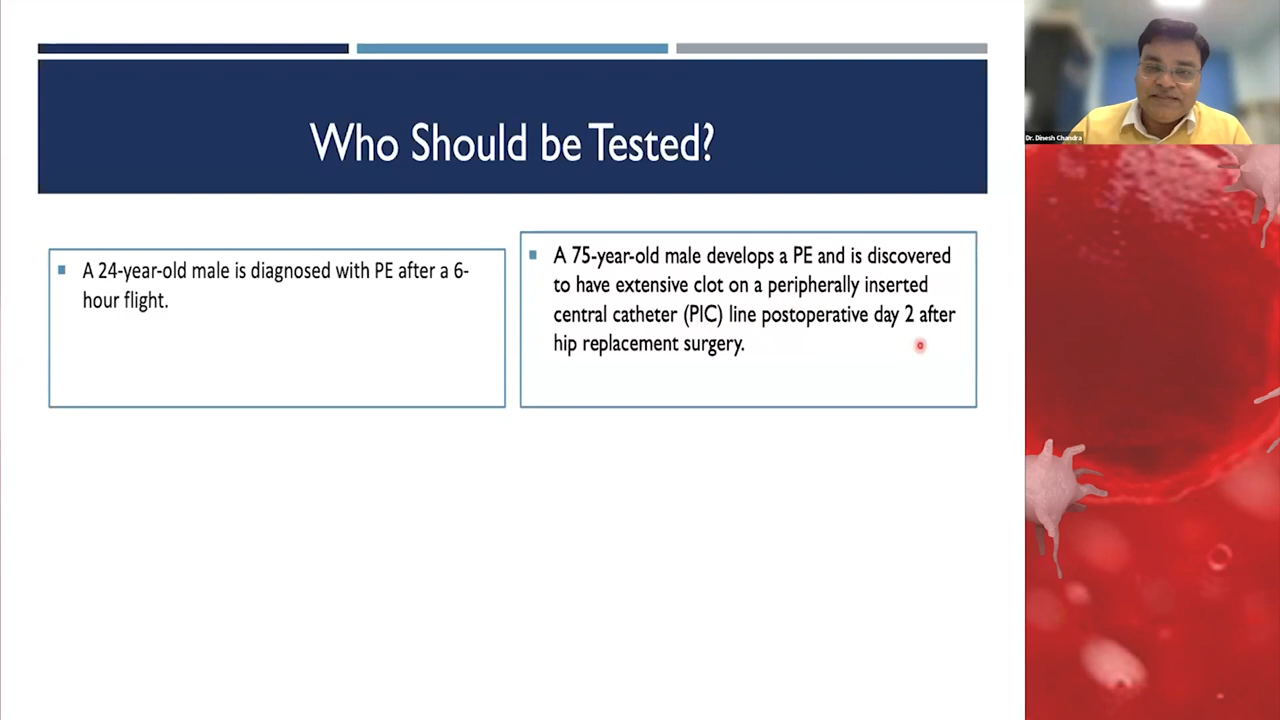 Who Should be Tested?
A 24-year-old male is diagnosed with PE after a 6-
hour flight.
A 75-year-old male develops a PE and is discovered
to have extensive clot on a peripherally inserted
central catheter (PIC) line postoperative day 2 after
hip replacement surgery.
Dr. Dinesh Chandra